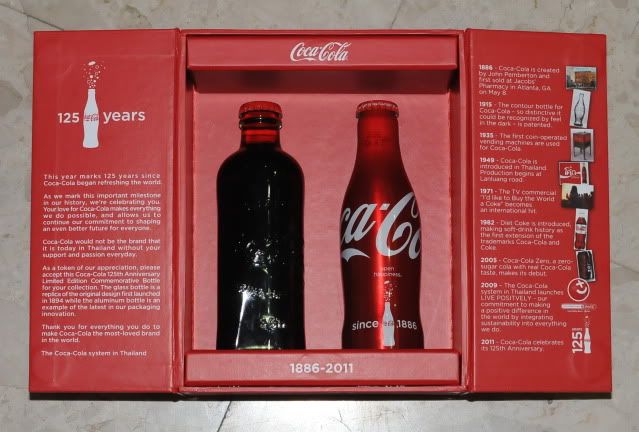 125 years
This year marks 125 years since
Coca-Cola began refreshing the world.
As we mark this important milestone
in our history, we're celebrating you.
Your love for Coca-Cola makes everything
we do possible, and allows us to
continue our commitment to shaping
an even better future for everyone.
Coca-Cola would not be the brand that
it is today in Thailand without your
support and passion everyday.
As a token of our appreciation, please
accept this Coca-Cola 125th Anniversary
Limited Edition Commemorative Bottle
for your collection. The glass bottle is a
replica of the original design first launched
in 1894 while the aluminum bottle is an
example of the latest in our packaging
innovation.
Thank you for everything you do to
make Coca-Cola the most-loved brand
in the world.
The Coca-Cola system in Thailand
Coca-Cola
Ca-Co
open
happiness.
since 1886
1886-2011
1886 - Coca-Cola is created
by John Pemberton and
first sold at Jacobs'
Pharmacy in Atlanta, GA
on May 8.
1915 - The contour bottle for
Coca-Cola – so distinctive it
could be recognized by feel
in the dark – is patented.
1935 - The first coin-operated
vending machines are used
for Coca-Cola.
1949 - Coca-Cola is
introduced in Thailand.
Production begins at
Lanluang road.
1971 - The TV commercial
"I'd like to Buy the World
a Coke" becomes
an international hit.
1982 - Diet Coke is introduced,
making soft-drink history as
the first extension of the
trademarks Coca-Cola and
Coke.
2005 - Coca-Cola Zero, a zero-
sugar cola with real Coca-Cola
taste, makes its debut.
2009 - The Coca-Cola
system in Thailand launches
LIVE POSITIVELY – our
commitment to making
a positive difference in
the world by integrating
sustainability into everything
we do.
2011 - Coca-Cola celebrates
its 125th Anniversary.
125 years